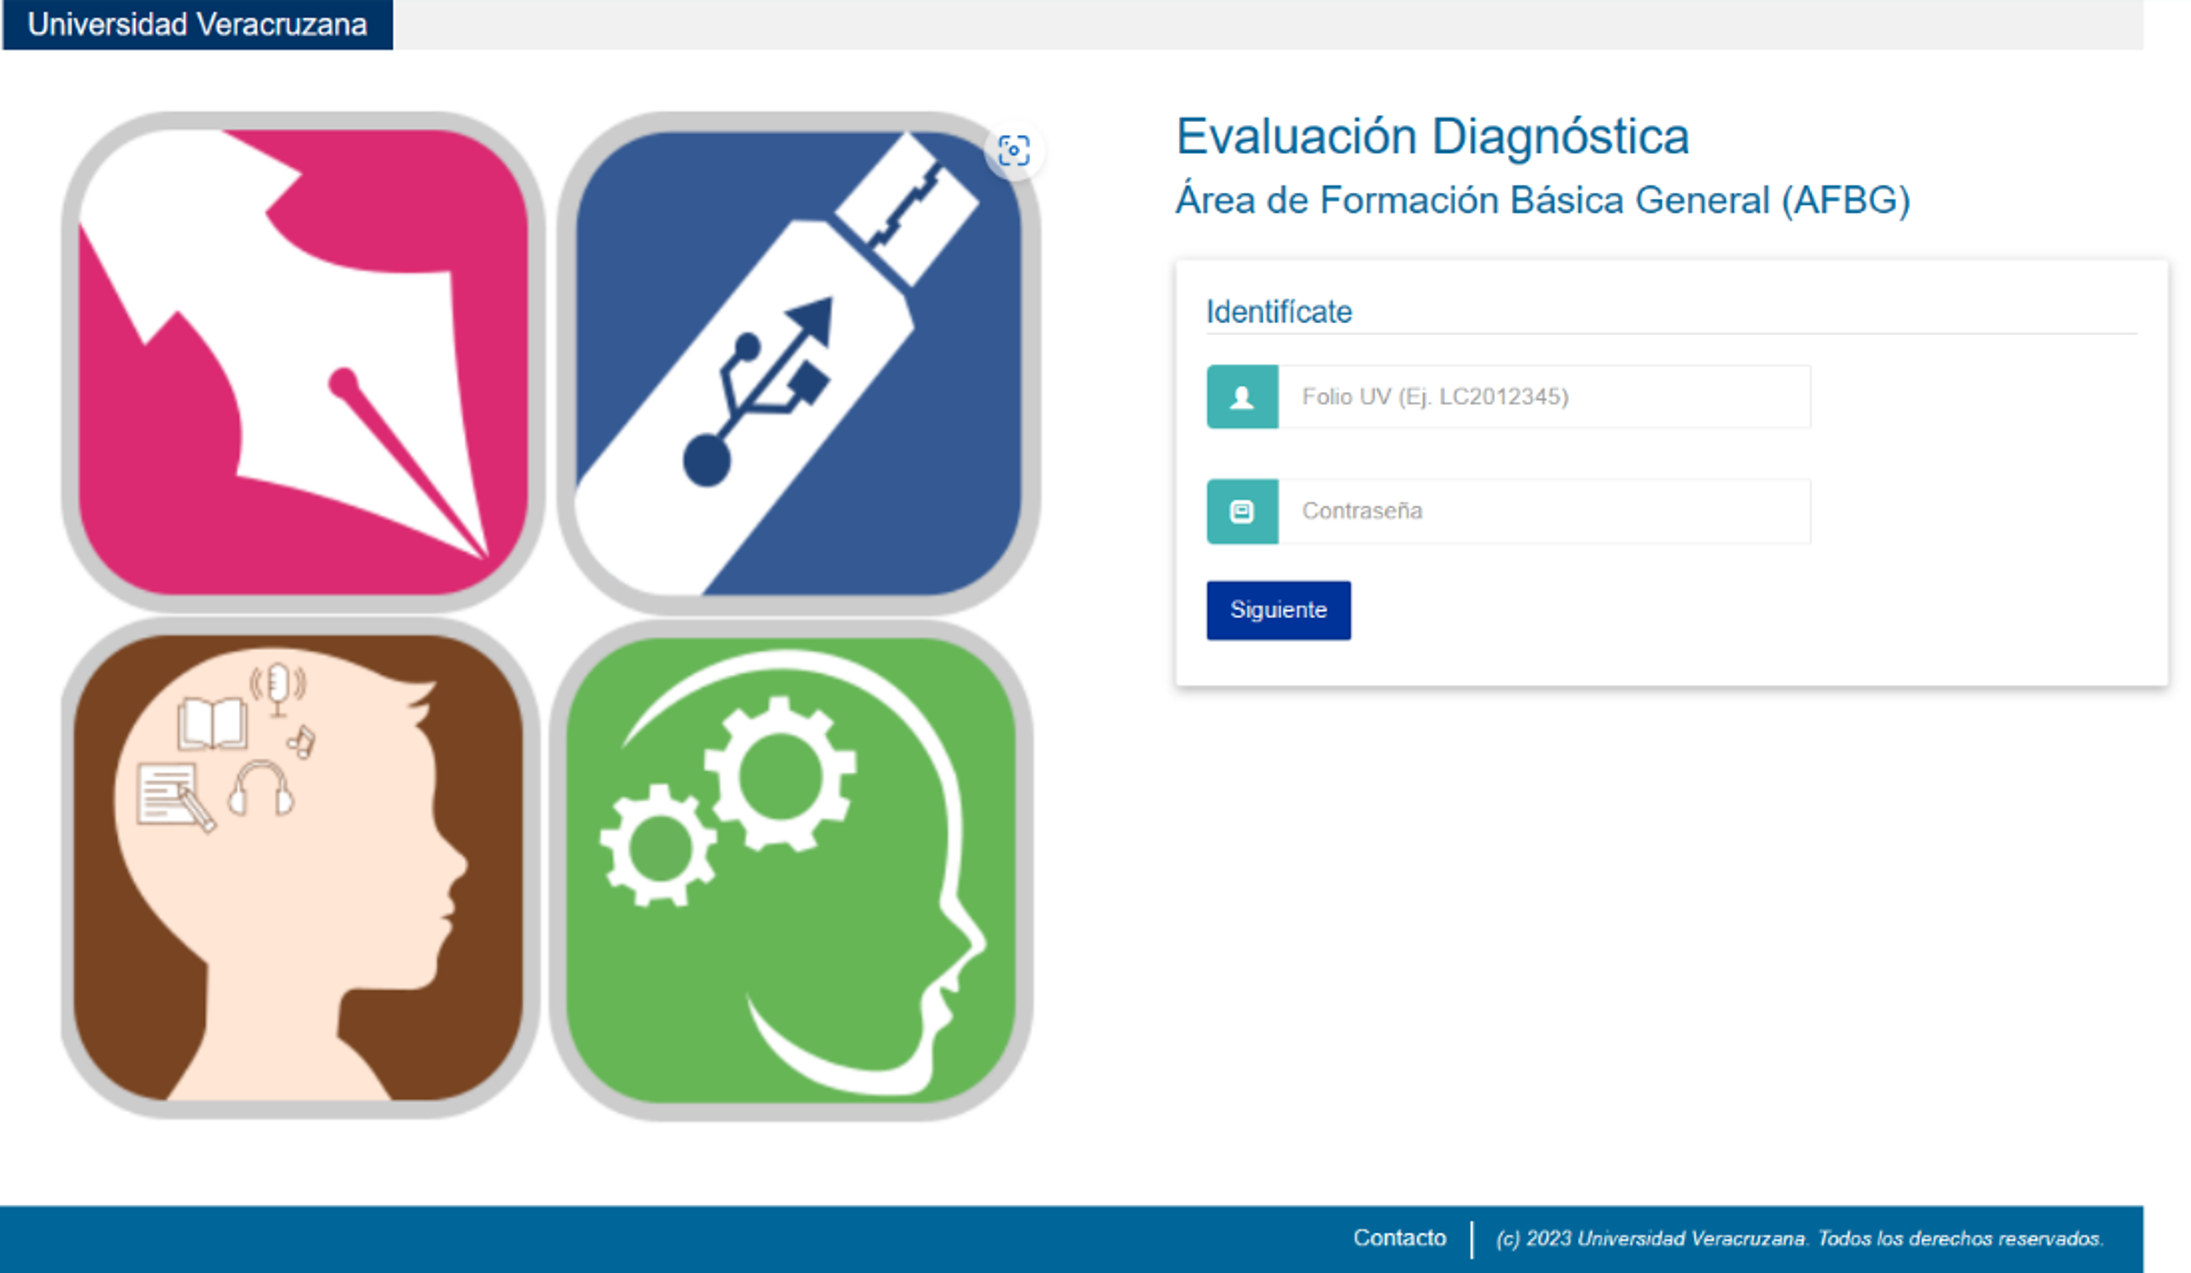 Universidad Veracruzana
Evaluación Diagnóstica
Área de Formación Básica General (AFBG)
Identifícate
Folio UV (Ej. LC2012345)
Contraseña
Siguiente
Contacto
(c) 2023 Universidad Veracruzana. Todos los derechos reservados.